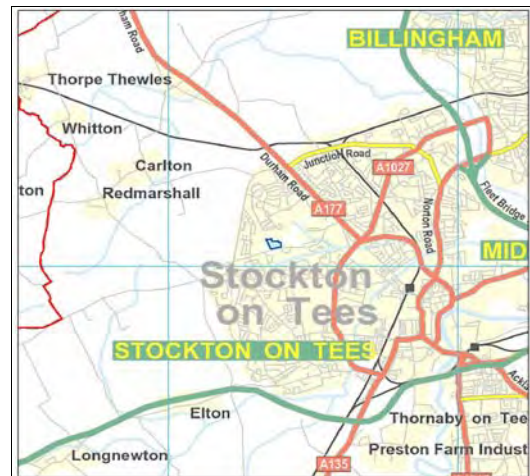 Durham Road
BILLINGHAM
Thorpe Thewles
Whitton
Junction Road
Carlton
A1027
ton
Redmarshall
Durham Road
Norton Road
Fleet Bridge
A177
MID
Stockton
on Tees
STOCKTON ON TEES
Elton
Thornaby on Tee
Longnewton
Preston Farm Indust
A135